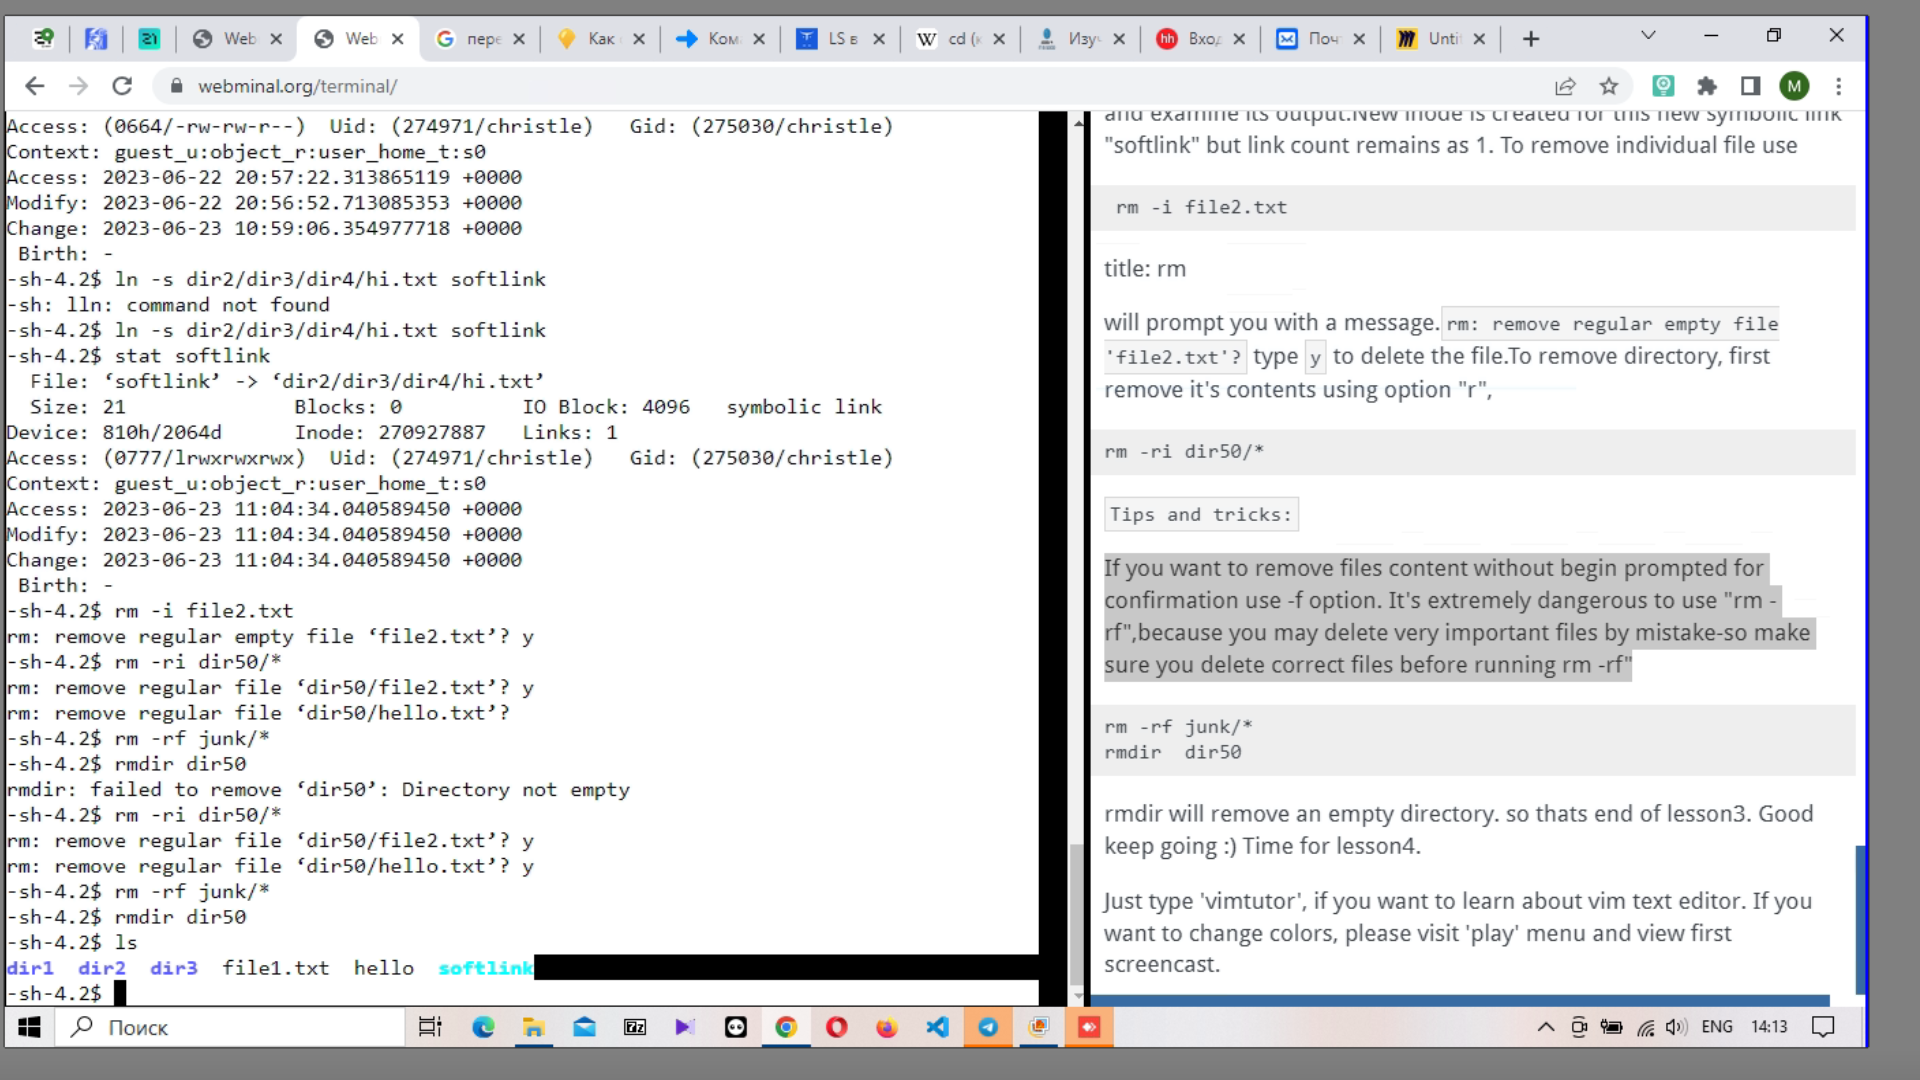 Web
Web
пере
Как
Ком
LS в
cd (к
Изу
Вход
Поч
Unti
webminal.org/terminal/
M
Access: (0664/-rw-rw-r--)  Uid: (274971/christle)   Gid: (275030/christle)
Context: guest_u:object_r:user_home_t:s0
Access: 2023-06-22 20:57:22.313865119 +0000
Modify: 2023-06-22 20:56:52.713085353 +0000
Change: 2023-06-23 10:59:06.354977718 +0000
Birth: -
-sh-4.2$ ln -s dir2/dir3/dir4/hi.txt softlink
-sh: lln: command not found
-sh-4.2$ ln -s dir2/dir3/dir4/hi.txt softlink
-sh-4.2$ stat softlink
File: ‘softlink’ -> ‘dir2/dir3/dir4/hi.txt’
Size: 21              Blocks: 0          IO Block: 4096   symbolic link
Device: 810h/2064d      Inode: 270927887   Links: 1
Access: (0777/lrwxrwxrwx)  Uid: (274971/christle)   Gid: (275030/christle)
Context: guest_u:object_r:user_home_t:s0
Access: 2023-06-23 11:04:34.040589450 +0000
Modify: 2023-06-23 11:04:34.040589450 +0000
Change: 2023-06-23 11:04:34.040589450 +0000
Birth: -
-sh-4.2$ rm -i file2.txt
rm: remove regular empty file ‘file2.txt’? y
-sh-4.2$ rm -ri dir50/*
rm: remove regular file ‘dir50/file2.txt’? y
rm: remove regular file ‘dir50/hello.txt’?
-sh-4.2$ rm -rf junk/*
-sh-4.2$ rmdir dir50
rmdir: failed to remove ‘dir50’: Directory not empty
-sh-4.2$ rm -ri dir50/*
rm: remove regular file ‘dir50/file2.txt’? y
rm: remove regular file ‘dir50/hello.txt’? y
-sh-4.2$ rm -rf junk/*
-sh-4.2$ rmdir dir50
-sh-4.2$ ls
dir1  dir2  dir3  file1.txt  hello  softlink
-sh-4.2$
and examine its output.New inode is created for this new symbolic link
"softlink" but link count remains as 1. To remove individual file use
rm -i file2.txt
title: rm
will prompt you with a message. rm: remove regular empty file
'file2.txt'? type y to delete the file.To remove directory, first
remove it's contents using option "r",
rm -ri dir50/*
Tips and tricks:
If you want to remove files content without begin prompted for
confirmation use -f option. It's extremely dangerous to use "rm -
rf",because you may delete very important files by mistake-so make
sure you delete correct files before running rm -rf"
rm -rf junk/*
rmdir  dir50
rmdir will remove an empty directory. so thats end of lesson3. Good
keep going :) Time for lesson4.
Just type 'vimtutor', if you want to learn about vim text editor. If you
want to change colors, please visit 'play' menu and view first
screencast.
Поиск
ENG
14:13